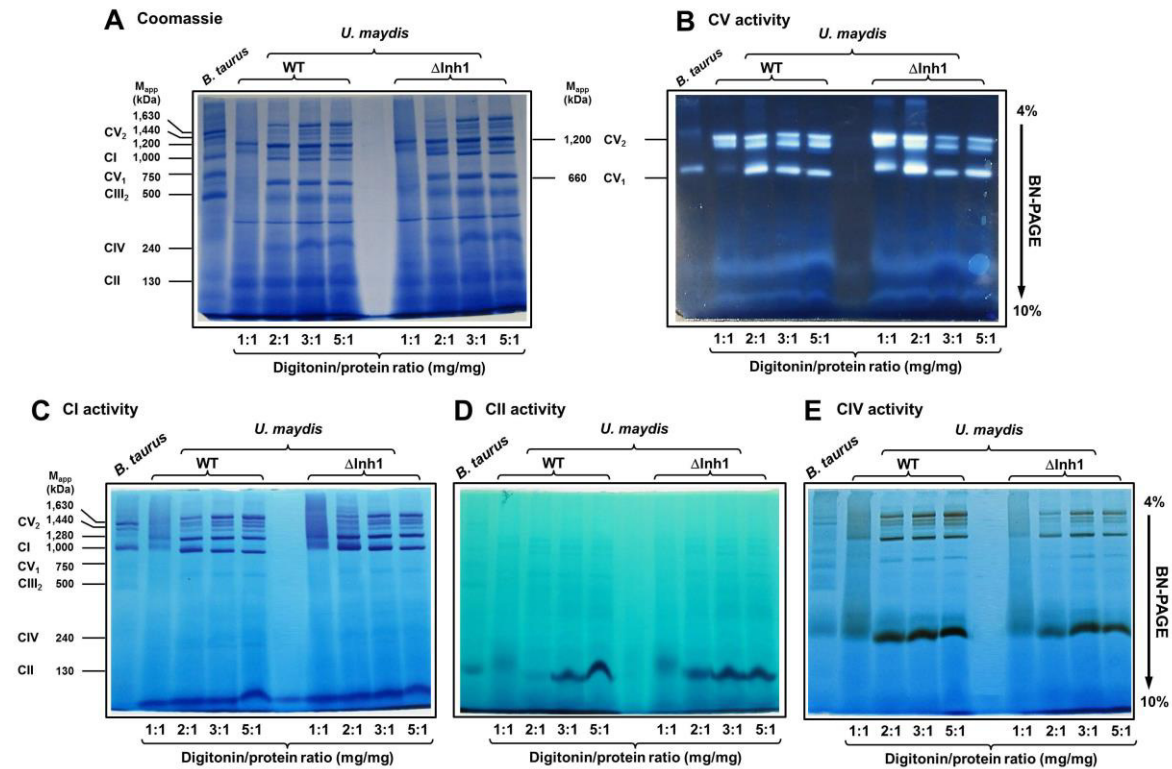 A Coomassie
U. maydis
B. taurus
WT
ΔInh1
Mapp
(kDa)
1,630
CV2 1,440
1,200
CI 1,000
CV1 750
CIII2 500
CIV 240
CII 130
1:1 2:1 3:1 5:1 1:1 2:1 3:1 5:1
Digitonin/protein ratio (mg/mg)
B CV activity
U. maydis
B. taurus
WT
ΔInh1
Mapp
(kDa)
1,200 CV2
660 CV1
4%
BN-PAGE
10%
1:1 2:1 3:1 5:1 1:1 2:1 3:1 5:1
Digitonin/protein ratio (mg/mg)
C CI activity
U. maydis
B. taurus
WT
ΔInh1
Mapp
(kDa)
1,630
CV2 1,440
1,280
CI 1,000
CV1 750
CIII2 500
CIV 240
CII 130
1:1 2:1 3:1 5:1 1:1 2:1 3:1 5:1
Digitonin/protein ratio (mg/mg)
D CII activity
U. maydis
B. taurus
WT
ΔInh1
1:1 2:1 3:1 5:1 1:1 2:1 3:1 5:1
Digitonin/protein ratio (mg/mg)
E CIV activity
U. maydis
B. taurus
WT
ΔInh1
4%
BN-PAGE
10%
1:1 2:1 3:1 5:1 1:1 2:1 3:1 5:1
Digitonin/protein ratio (mg/mg)